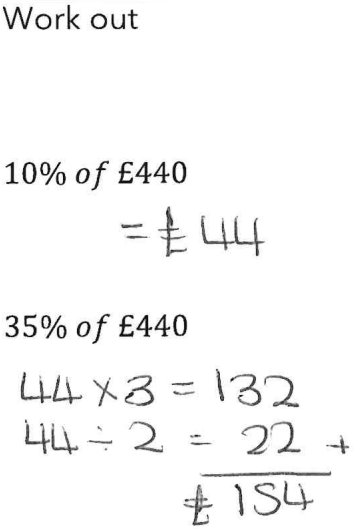 Work out
10% of £440
= £44
35% of £440
44 × 3 = 132
44 ÷ 2 = 22 +
£ 154